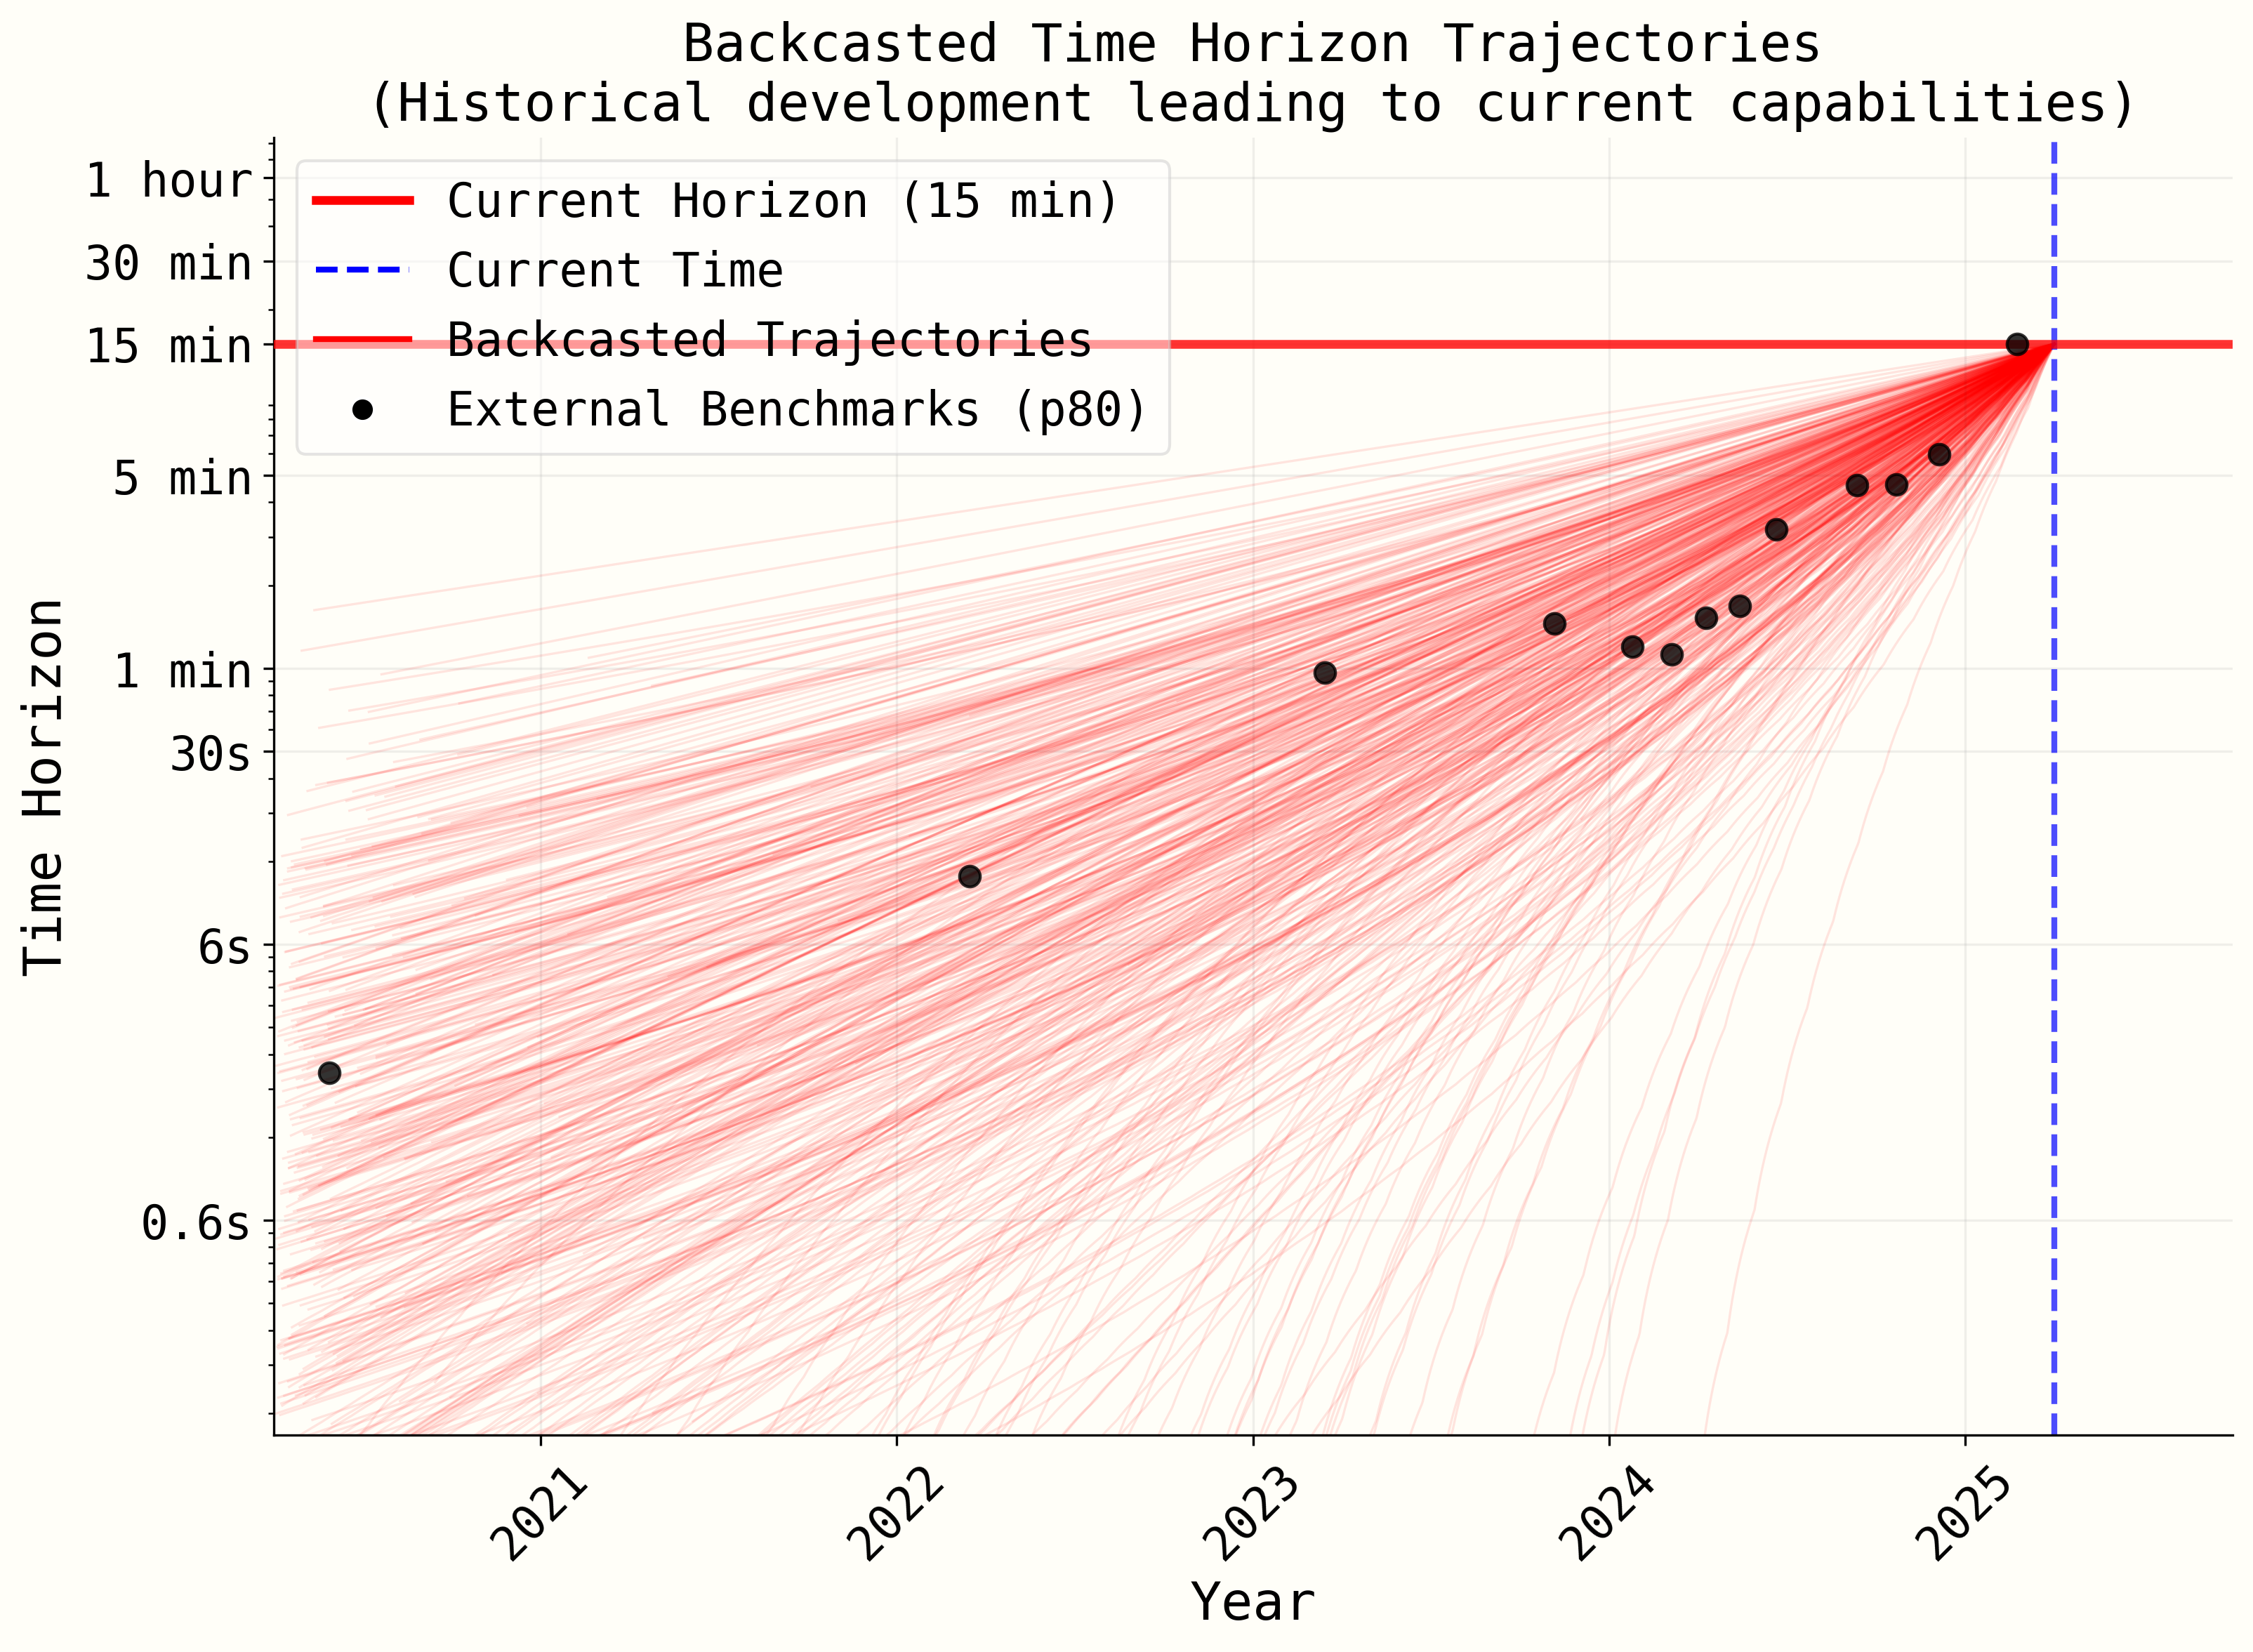 Backcasted Time Horizon Trajectories
(Historical development leading to current capabilities)
1 hour
30 min
15 min
5 min
1 min
30s
6s
0.6s
Time Horizon
Current Horizon (15 min)
Current Time
Backcasted Trajectories
External Benchmarks (p80)
2021
2022
2023
2024
2025
Year